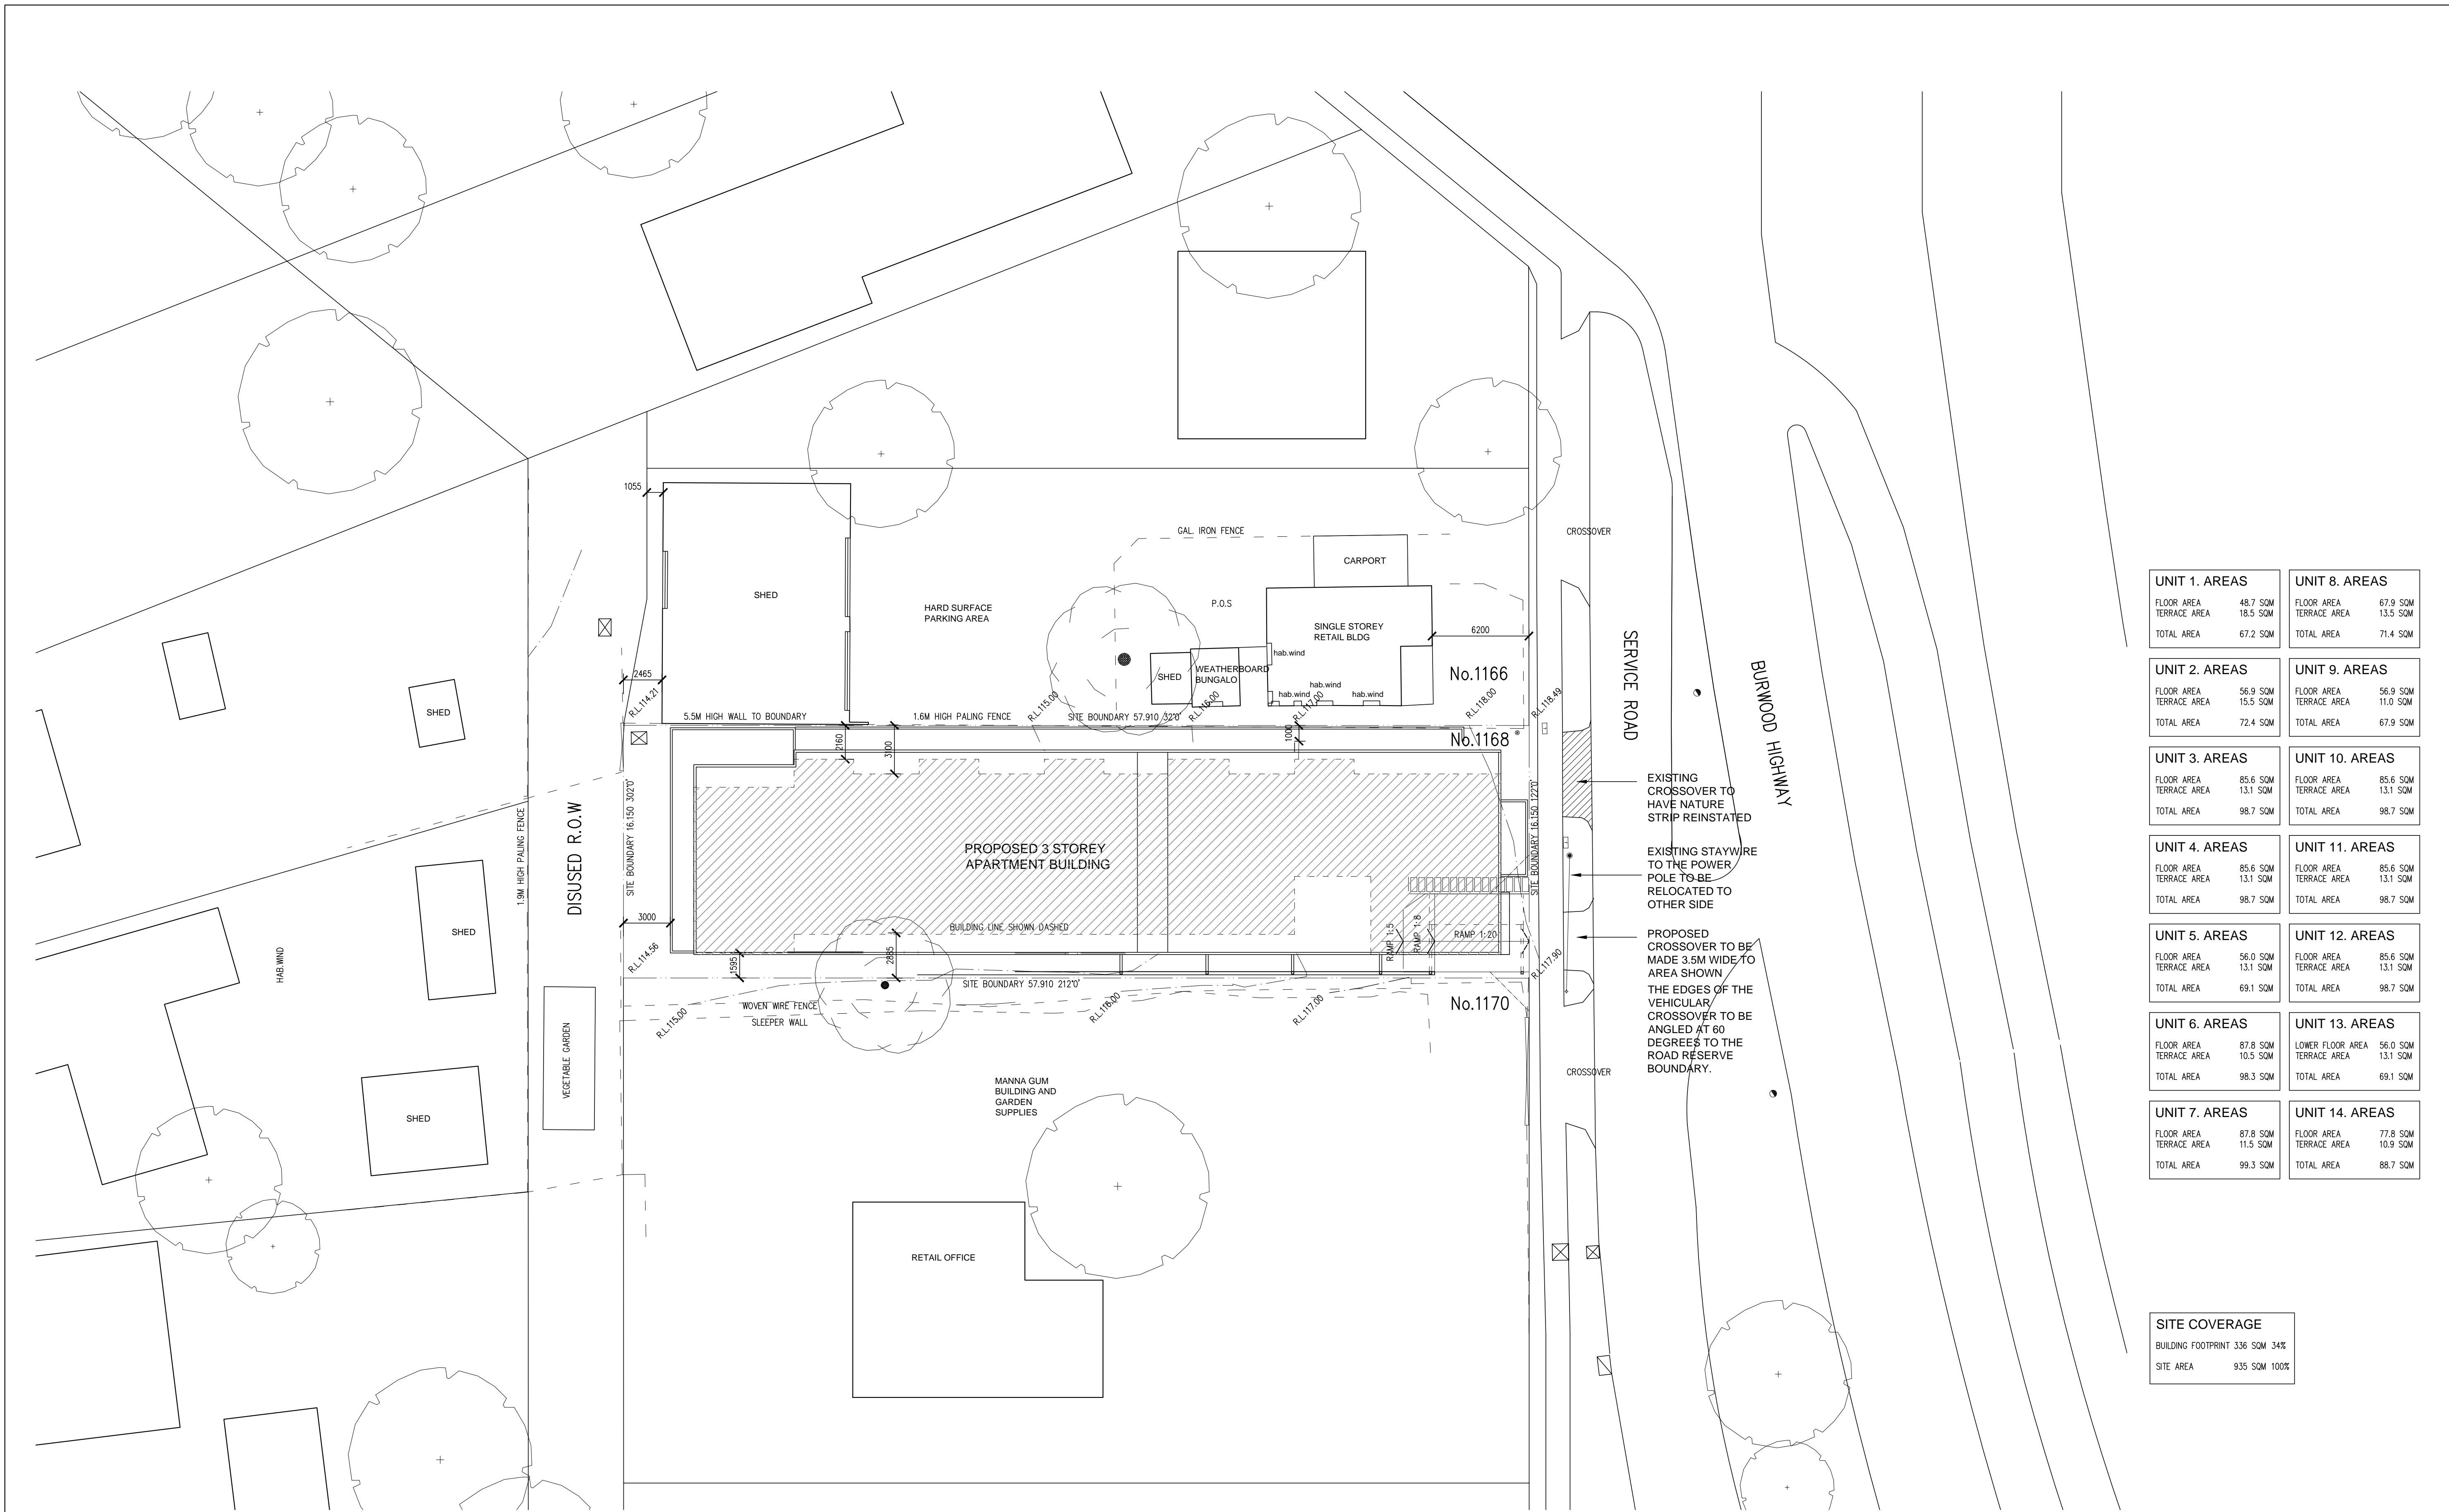 1055
GAL. IRON FENCE
CROSSOVER
CARPORT
SHED
HARD SURFACE
PARKING AREA
P.O.S
SINGLE STOREY
RETAIL BLDG
6200
hab.wind
WEATHERBOARD
BUNGALO
SHED
No.1166
hab.wind
hab.wind
hab.wind
2465
R.L.114.21
5.5M HIGH WALL TO BOUNDARY
1.6M HIGH PALING FENCE
R.L.115.00
SITE BOUNDARY 57.910 32°0'
R.L.116.00
R.L.117.00
R.L.118.00
R.L.118.49
SERVICE ROAD
BURWOOD HIGHWAY
SHED
2160
3100
1000
No.1168
1.9M HIGH PALING FENCE
DISUSED R.O.W
SITE BOUNDARY 16.150 302°0'
PROPOSED 3 STOREY
APARTMENT BUILDING
SITE BOUNDARY 16.150 122°0'
EXISTING
CROSSOVER TO
HAVE NATURE
STRIP REINSTATED
EXISTING STAYWIRE
TO THE POWER
POLE TO BE
RELOCATED TO
OTHER SIDE
PROPOSED
CROSSOVER TO BE
MADE 3.5M WIDE TO
AREA SHOWN
THE EDGES OF THE
VEHICULAR
CROSSOVER TO BE
ANGLED AT 60
DEGREES TO THE
ROAD RESERVE
BOUNDARY.
SHED
HAB.WIND
3000
BUILDING LINE SHOWN DASHED
RAMP 1:5
RAMP 1:8
RAMP 1:20
R.L.114.56
1595
2885
R.L.117.90
SITE BOUNDARY 57.910 212°0'
WOVEN WIRE FENCE
SLEEPER WALL
R.L.115.00
R.L.116.00
R.L.117.00
No.1170
VEGETABLE GARDEN
CROSSOVER
MANNA GUM
BUILDING AND
GARDEN
SUPPLIES
SHED
RETAIL OFFICE
UNIT 1. AREAS
FLOOR AREA 48.7 SQM
TERRACE AREA 18.5 SQM
TOTAL AREA 67.2 SQM
UNIT 8. AREAS
FLOOR AREA 67.9 SQM
TERRACE AREA 13.5 SQM
TOTAL AREA 71.4 SQM
UNIT 2. AREAS
FLOOR AREA 56.9 SQM
TERRACE AREA 15.5 SQM
TOTAL AREA 72.4 SQM
UNIT 9. AREAS
FLOOR AREA 56.9 SQM
TERRACE AREA 11.0 SQM
TOTAL AREA 67.9 SQM
UNIT 3. AREAS
FLOOR AREA 85.6 SQM
TERRACE AREA 13.1 SQM
TOTAL AREA 98.7 SQM
UNIT 10. AREAS
FLOOR AREA 85.6 SQM
TERRACE AREA 13.1 SQM
TOTAL AREA 98.7 SQM
UNIT 4. AREAS
FLOOR AREA 85.6 SQM
TERRACE AREA 13.1 SQM
TOTAL AREA 98.7 SQM
UNIT 11. AREAS
FLOOR AREA 85.6 SQM
TERRACE AREA 13.1 SQM
TOTAL AREA 98.7 SQM
UNIT 5. AREAS
FLOOR AREA 56.0 SQM
TERRACE AREA 13.1 SQM
TOTAL AREA 69.1 SQM
UNIT 12. AREAS
FLOOR AREA 85.6 SQM
TERRACE AREA 13.1 SQM
TOTAL AREA 98.7 SQM
UNIT 6. AREAS
FLOOR AREA 87.8 SQM
TERRACE AREA 10.5 SQM
TOTAL AREA 98.3 SQM
UNIT 13. AREAS
LOWER FLOOR AREA 56.0 SQM
TERRACE AREA 13.1 SQM
TOTAL AREA 69.1 SQM
UNIT 7. AREAS
FLOOR AREA 87.8 SQM
TERRACE AREA 11.5 SQM
TOTAL AREA 99.3 SQM
UNIT 14. AREAS
FLOOR AREA 77.8 SQM
TERRACE AREA 10.9 SQM
TOTAL AREA 88.7 SQM
SITE COVERAGE
BUILDING FOOTPRINT 336 SQM 34%
SITE AREA 935 SQM 100%